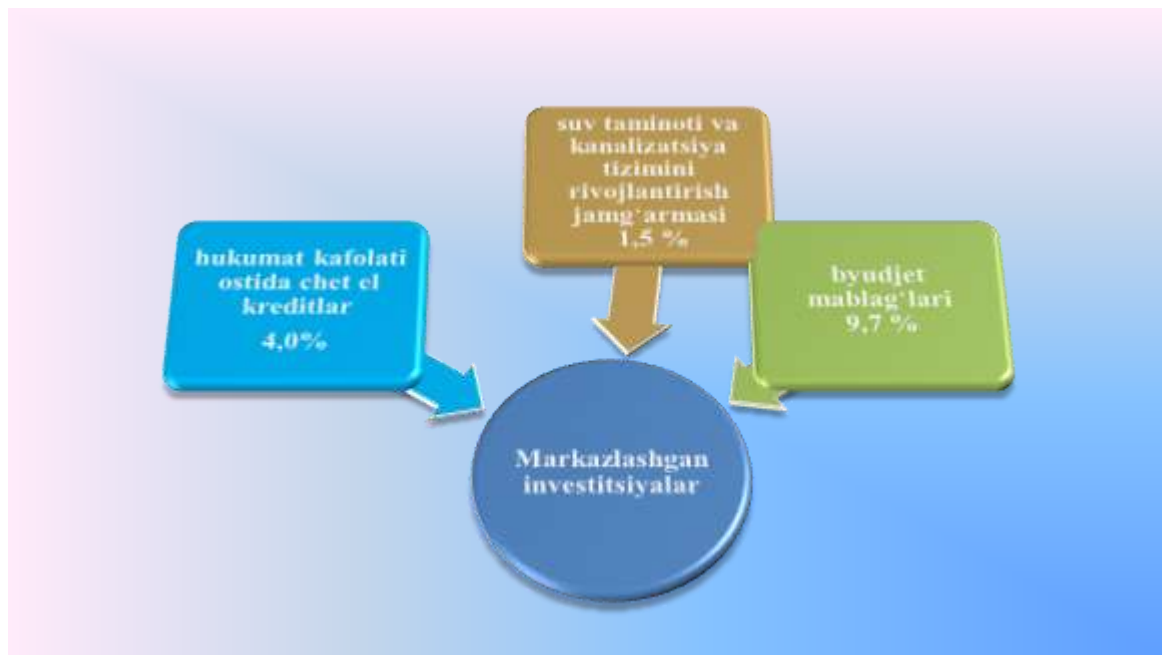 suv taminoti va
kanalizatsiya
tizimini
rivojlantirish
jamg‘armasi
1,5 %
hukumat kafolati
ostida chet el
kreditlar
4,0%
byudjet
mablag‘lari
9,7 %
Markazlashgan
investitsiyalar